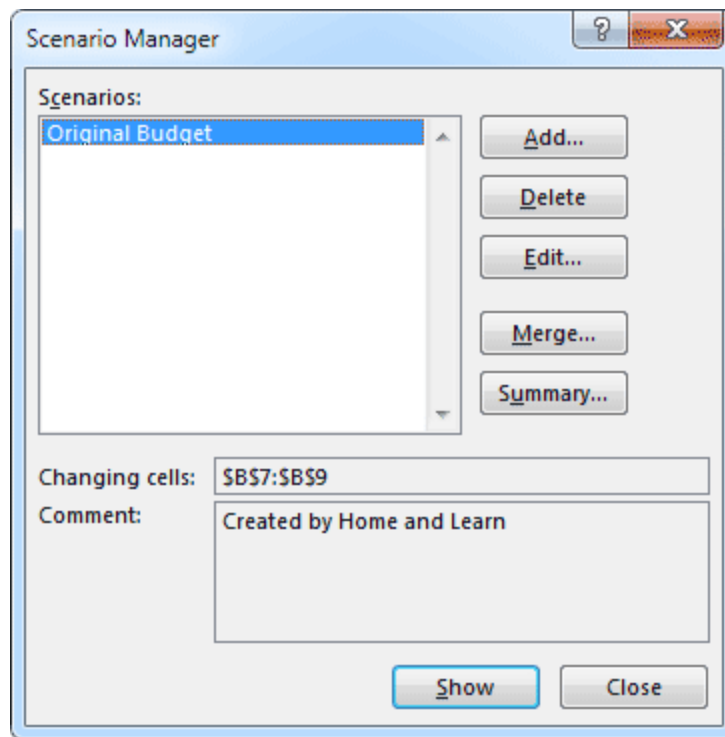 Scenario Manager
?
X
Scenarios:
Original Budget
Add...
Delete
Edit...
Merge...
Summary...
Changing cells: $B$7:$B$9
Comment: Created by Home and Learn
Show Close